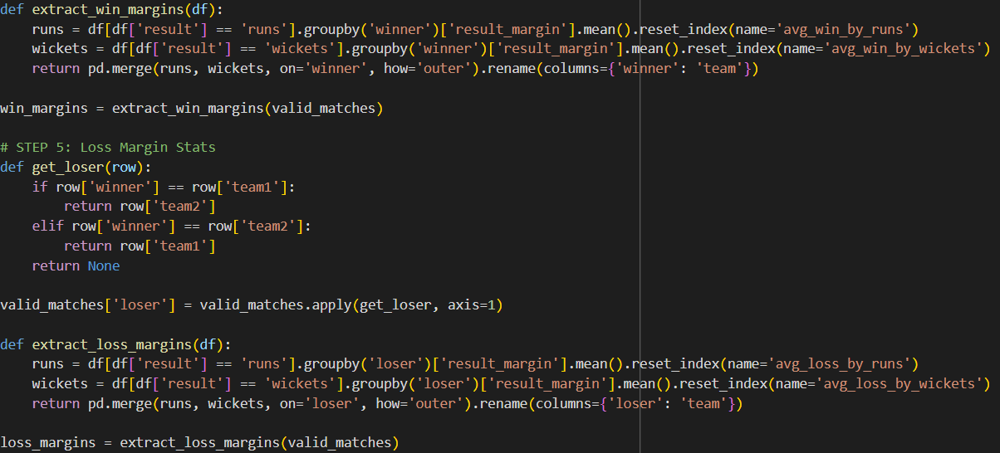 def extract_win_margins(df):
    runs = df[df['result'] == 'runs'].groupby('winner')['result_margin'].mean().reset_index(name='avg_win_by_runs')
    wickets = df[df['result'] == 'wickets'].groupby('winner')['result_margin'].mean().reset_index(name='avg_win_by_wickets')
    return pd.merge(runs, wickets, on='winner', how='outer').rename(columns={'winner': 'team'})

win_margins = extract_win_margins(valid_matches)

# STEP 5: Loss Margin Stats
def get_loser(row):
    if row['winner'] == row['team1']:
        return row['team2']
    elif row['winner'] == row['team2']:
        return row['team1']
    return None

valid_matches['loser'] = valid_matches.apply(get_loser, axis=1)

def extract_loss_margins(df):
    runs = df[df['result'] == 'runs'].groupby('loser')['result_margin'].mean().reset_index(name='avg_loss_by_runs')
    wickets = df[df['result'] == 'wickets'].groupby('loser')['result_margin'].mean().reset_index(name='avg_loss_by_wickets')
    return pd.merge(runs, wickets, on='loser', how='outer').rename(columns={'loser': 'team'})

loss_margins = extract_loss_margins(valid_matches)